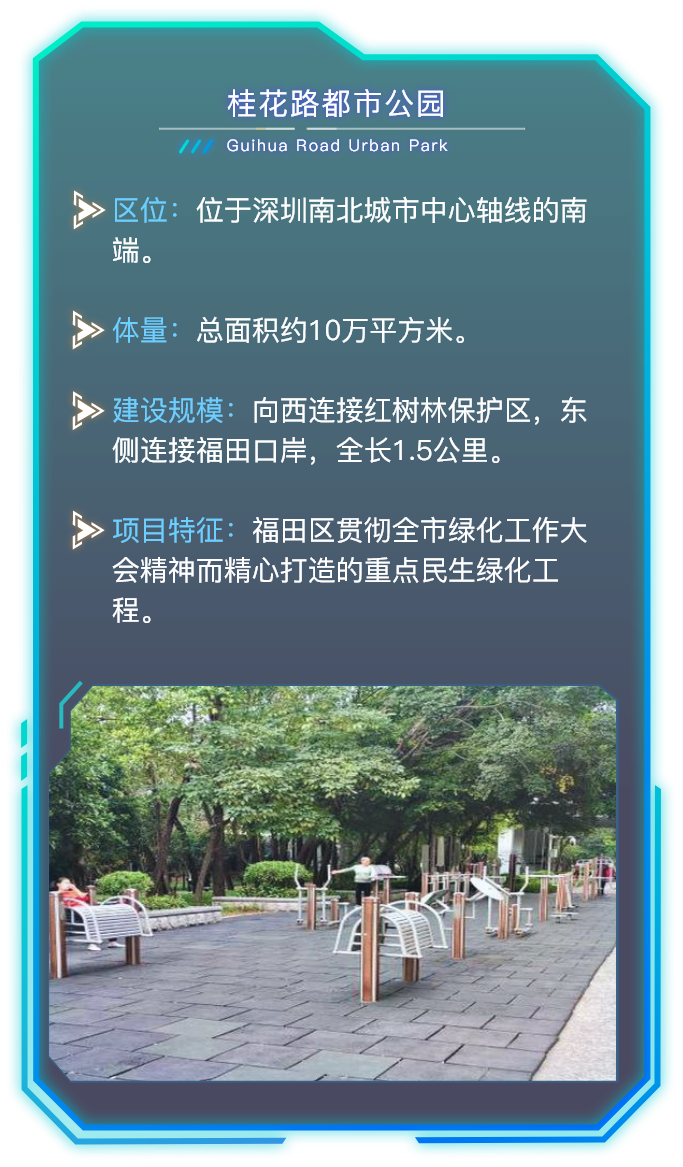 桂花路都市公园
Guihua Road Urban Park
区位：位于深圳南北城市中心轴线的南
端。
体量：总面积约10万平方米。
建设规模：向西连接红树林保护区，东
侧连接福田口岸，全长1.5公里。
项目特征：福田区贯彻全市绿化工作大
会精神而精心打造的重点民生绿化工
程。